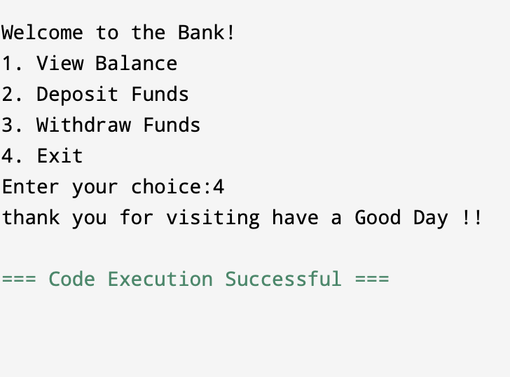 Welcome to the Bank!
1. View Balance
2. Deposit Funds
3. Withdraw Funds
4. Exit
Enter your choice:4
thank you for visiting have a Good Day !!
=== Code Execution Successful ===